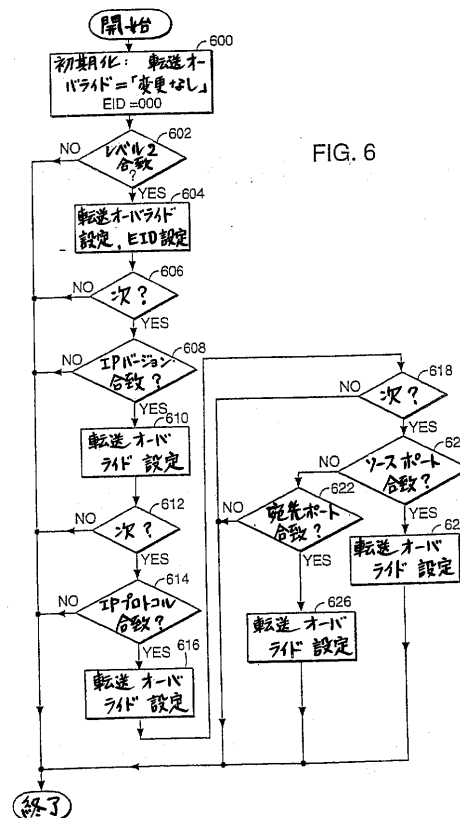 開始
600
初期化: 転送オー
バライド=「変更なし」
EID=000
602
レベル2
合致
?
NO
YES
604
転送オーバライド
設定, EID設定
606
次?
NO
YES
608
IPバージョン
合致?
NO
YES
610
転送オーバ
ライド 設定
612
次?
NO
YES
614
IPプロトコル
合致?
NO
YES
616
転送オーバ
ライド 設定
FIG. 6
618
次?
NO
YES
ソースポート
合致?
NO
YES
622
宛先ポート
合致?
NO
YES
転送オーバ
ライド設定
626
転送オーバ
ライド 設定
終了